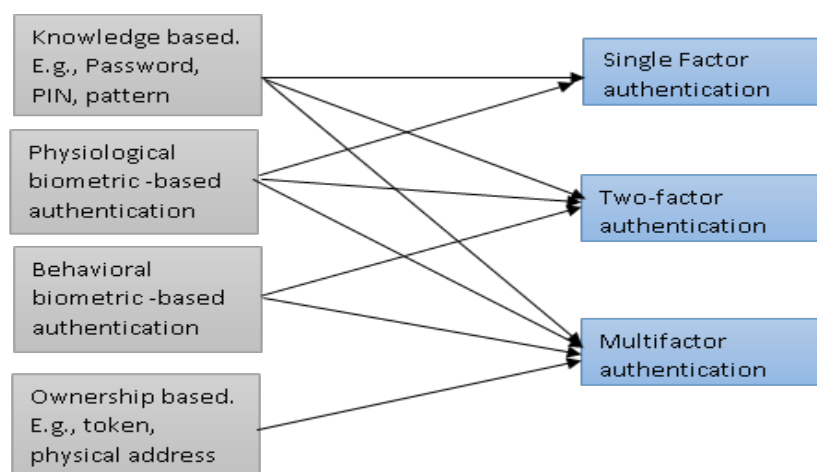 Knowledge based.
E.g., Password,
PIN, pattern
Single Factor
authentication
Physiological
biometric -based
authentication
Two-factor
authentication
Behavioral
biometric -based
authentication
Multifactor
authentication
Ownership based.
E.g., token,
physical address